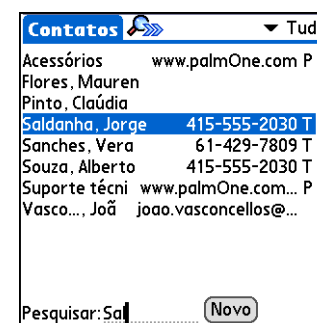 Contatos Tud
Acessórios www.palmOne.com P
Flores, Mauren
Pinto, Claúdia
Saldanha, Jorge 415-555-2030 T
Sanches, Vera 61-429-7809 T
Souza, Alberto 415-555-2030 T
Suporte técni www.palmOne.com... P
Vasco..., Joã joao.vasconcellos@...
Pesquisar: Sal Novo